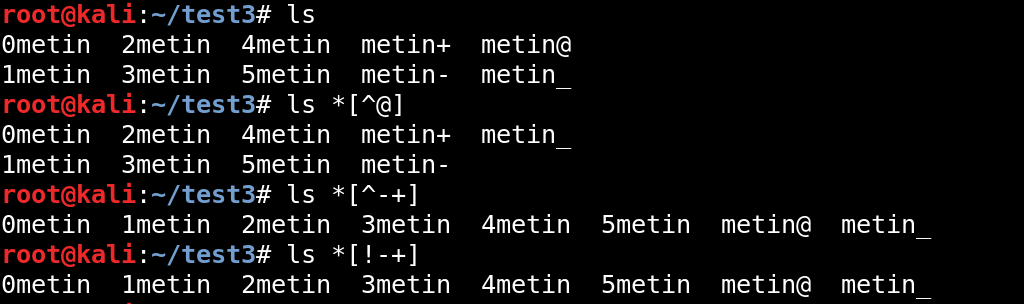 root@kali:~/test3# ls
0metin  2metin  4metin  metin+  metin@
1metin  3metin  5metin  metin-  metin_
root@kali:~/test3# ls *[^@]
0metin  2metin  4metin  metin+  metin_
1metin  3metin  5metin  metin-
root@kali:~/test3# ls *[^-+]
0metin  1metin  2metin  3metin  4metin  5metin  metin@  metin_
root@kali:~/test3# ls *[!-+]
0metin  1metin  2metin  3metin  4metin  5metin  metin@  metin_